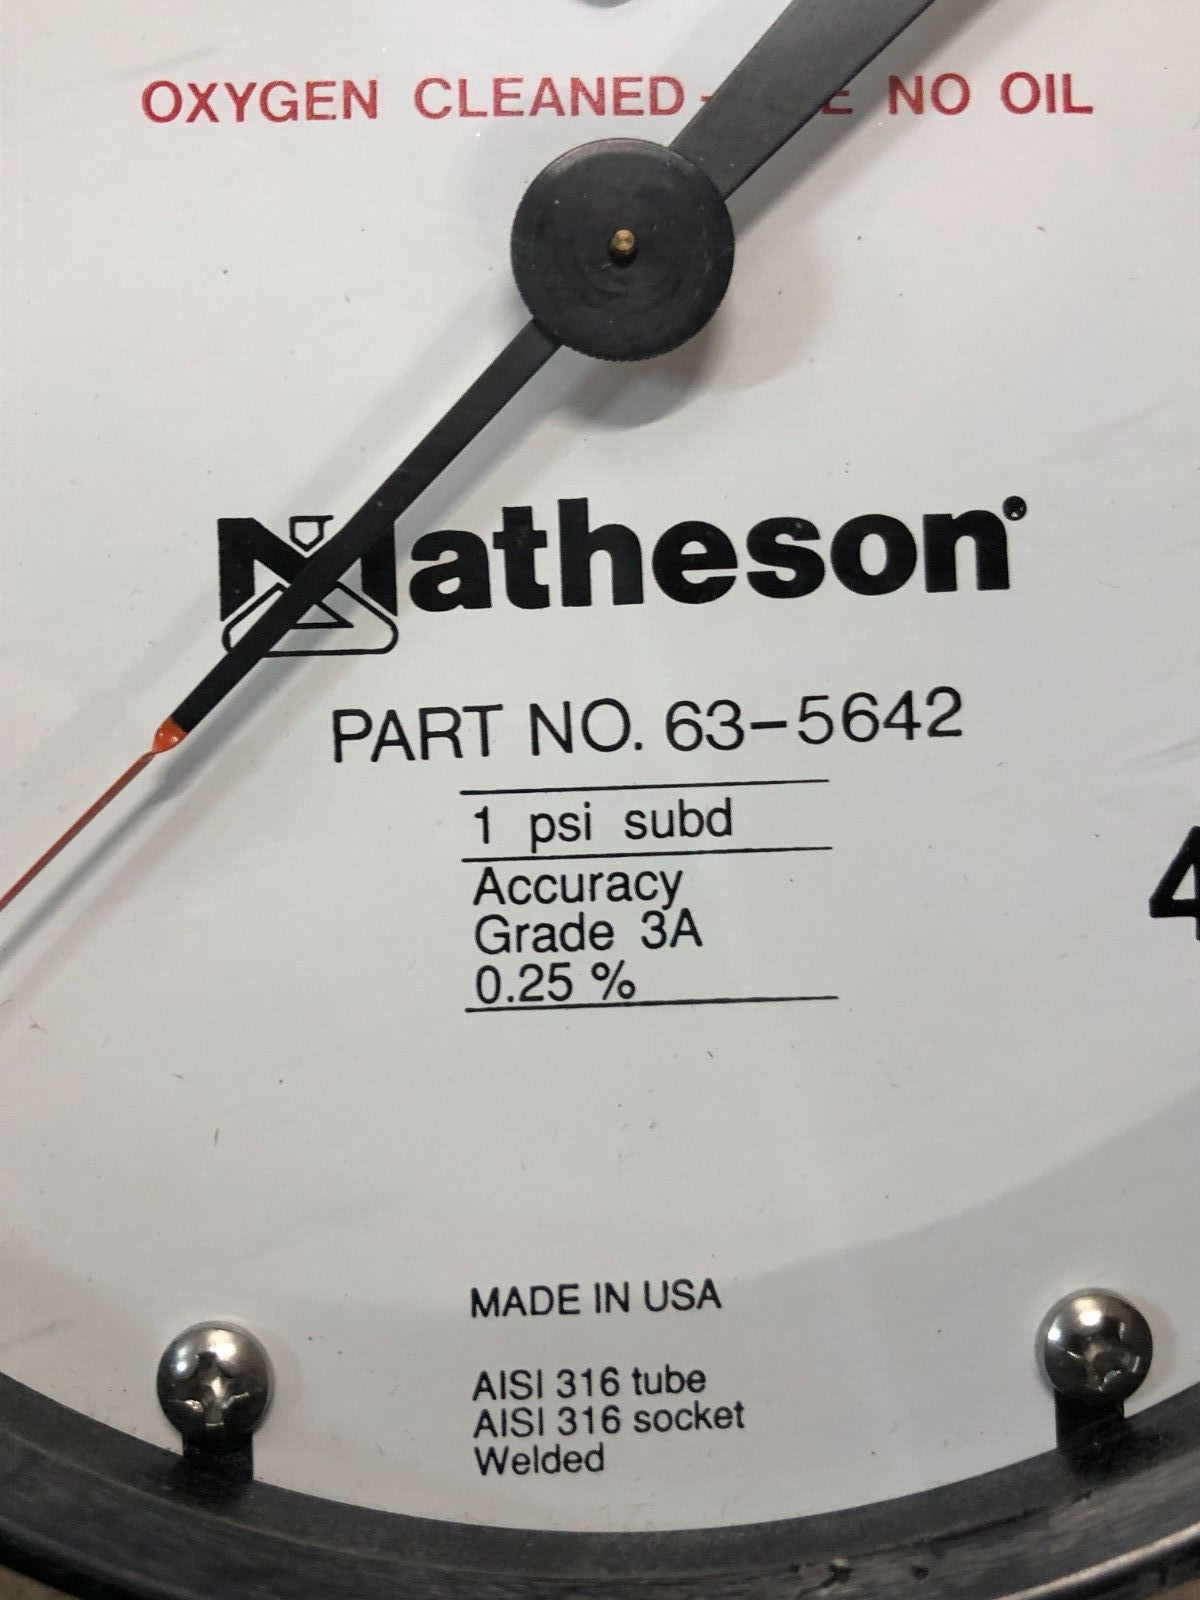 OXYGEN CLEANED - NO OIL
Matheson®
PART NO. 63-5642
1 psi subd
Accuracy
Grade 3A
0.25 %
4
MADE IN USA
AISI 316 tube
AISI 316 socket
Welded